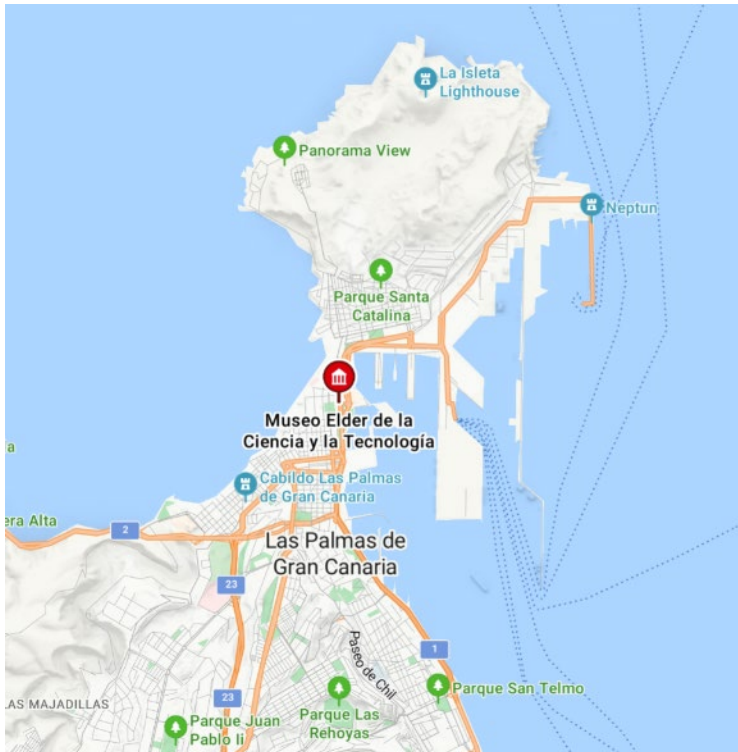 La Isleta
Lighthouse
Panorama View
Neptun
Parque Santa
Catalina
Museo Elder de la
Ciencia y la Tecnología
a
Cabildo Las Palmas
de Gran Canaria
era Alta
2
Las Palmas de
Gran Canaria
23
Paseo de Chil
1
23
AS MAJADILLAS
Parque San Telmo
Parque Las
Rehoyas
Parque Juan
Pablo Ii